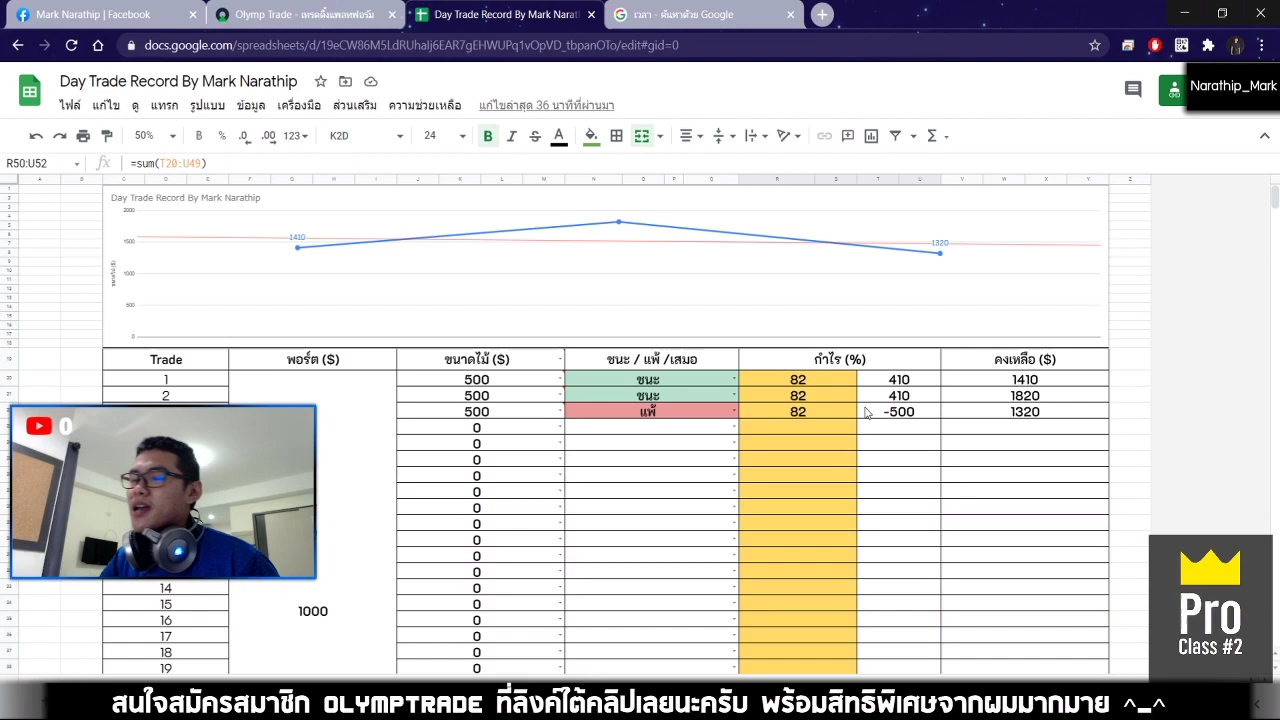 Mark Narathip | Facebook
Olymp Trade - เทรดดิ้งแพลทฟอร์ม
Day Trade Record By Mark Narath
เวลา - ค้นหาด้วย Google
docs.google.com/spreadsheets/d/19eCW86M5LdRUhaIj6EAR7gEHWUPq1vOpVD_tbpanOTo/edit#gid=0
Day Trade Record By Mark Narathip
Narathip_Mark
ไฟล์ แก้ไข ดู แทรก รูปแบบ ข้อมูล เครื่องมือ ส่วนเสริม ความช่วยเหลือ แก้ไขล่าสุด 36 นาทีที่ผ่านมา
50% B % .0 .00 123 K2D 24 B I S A
R50:U52 fx =sum(T20:U49)
Day Trade Record By Mark Narathip
2000
1410
1320
1500
1000
500
0
Trade พอร์ต ($) ขนาดไม้ ($) ชนะ / แพ้ /เสมอ กำไร (%) คงเหลือ ($)
1 500 ชนะ 82 410 1410
2 500 ชนะ 82 410 1820
500 แพ้ 82 -500 1320
0
0
0
0
0
0
0
0
0
0
14 0
15 0
1000
16 0
17 0
18 0
19 0
0
Pro
Class #2
สนใจสมัครสมาชิก OLYMPTRADE ที่ลิงค์ใต้คลิปเลยนะครับ พร้อมสิทธิพิเศษจากผมมากมาย ^_^